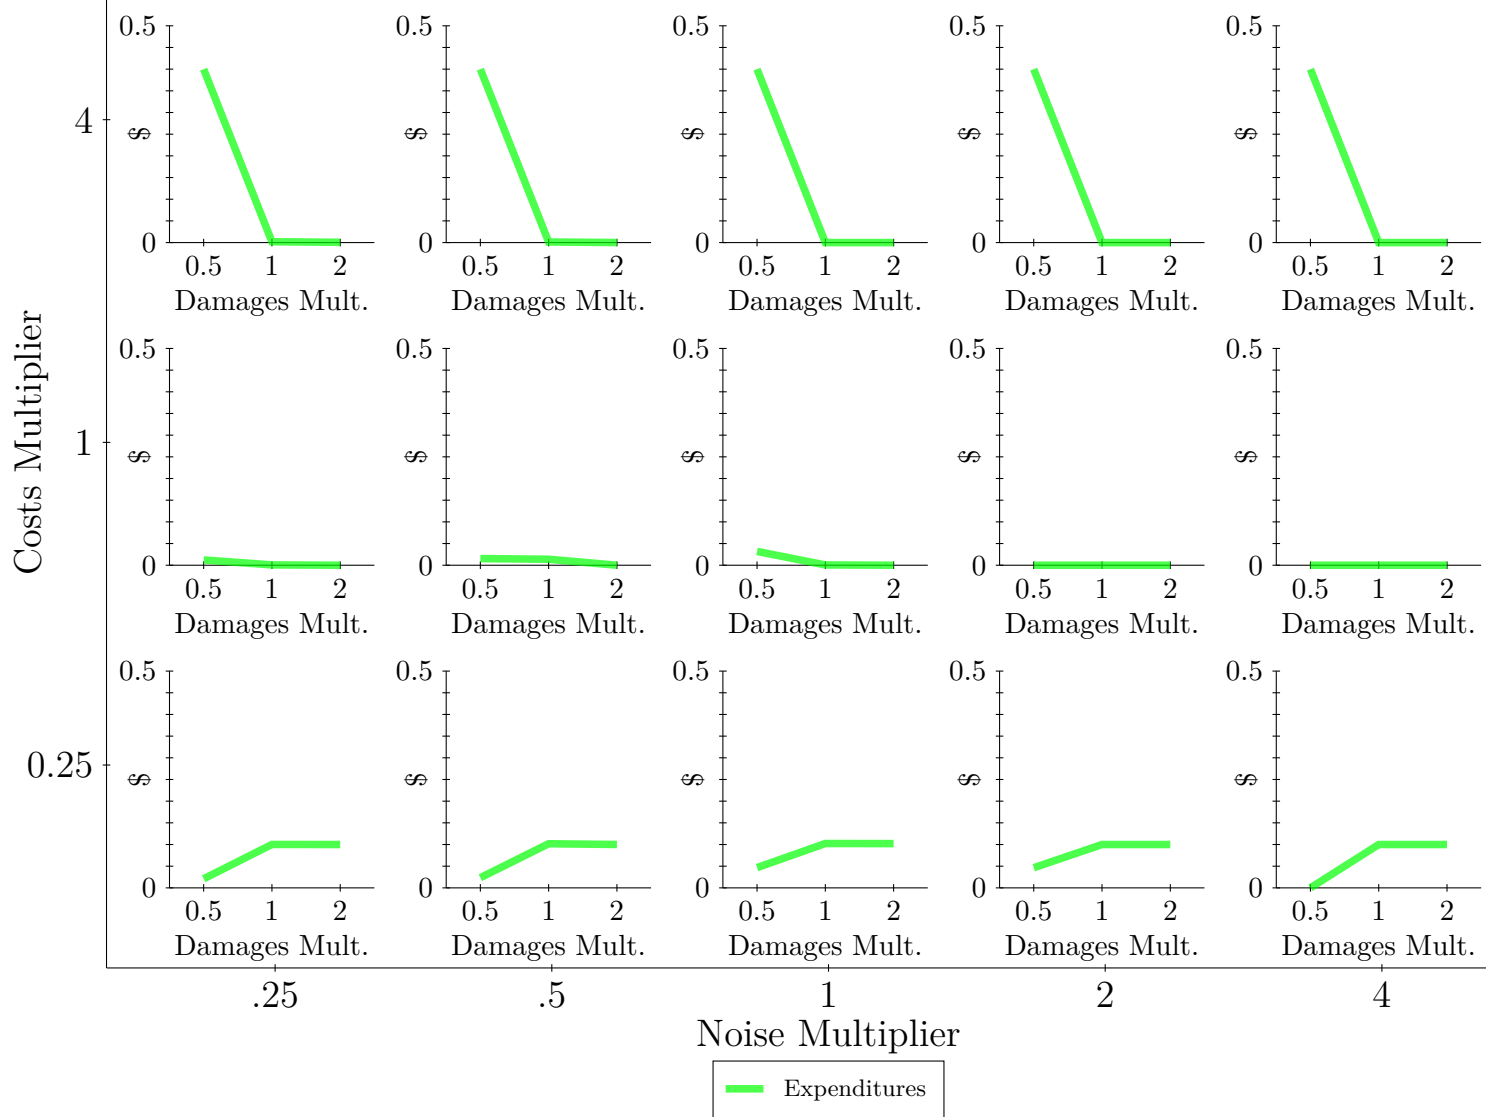 0.5 0.5 0.5 0.5 0.5
4 $ $ $ $ $
0 0 0 0 0
0.5 1 2 0.5 1 2 0.5 1 2 0.5 1 2 0.5 1 2
Damages Mult. Damages Mult. Damages Mult. Damages Mult. Damages Mult.
Costs Multiplier
0.5 0.5 0.5 0.5 0.5
1 $ $ $ $ $
0 0 0 0 0
0.5 1 2 0.5 1 2 0.5 1 2 0.5 1 2 0.5 1 2
Damages Mult. Damages Mult. Damages Mult. Damages Mult. Damages Mult.
0.5 0.5 0.5 0.5 0.5
0.25 $ $ $ $ $
0 0 0 0 0
0.5 1 2 0.5 1 2 0.5 1 2 0.5 1 2 0.5 1 2
Damages Mult. Damages Mult. Damages Mult. Damages Mult. Damages Mult.
.25 .5 1 2 4
Noise Multiplier
Expenditures